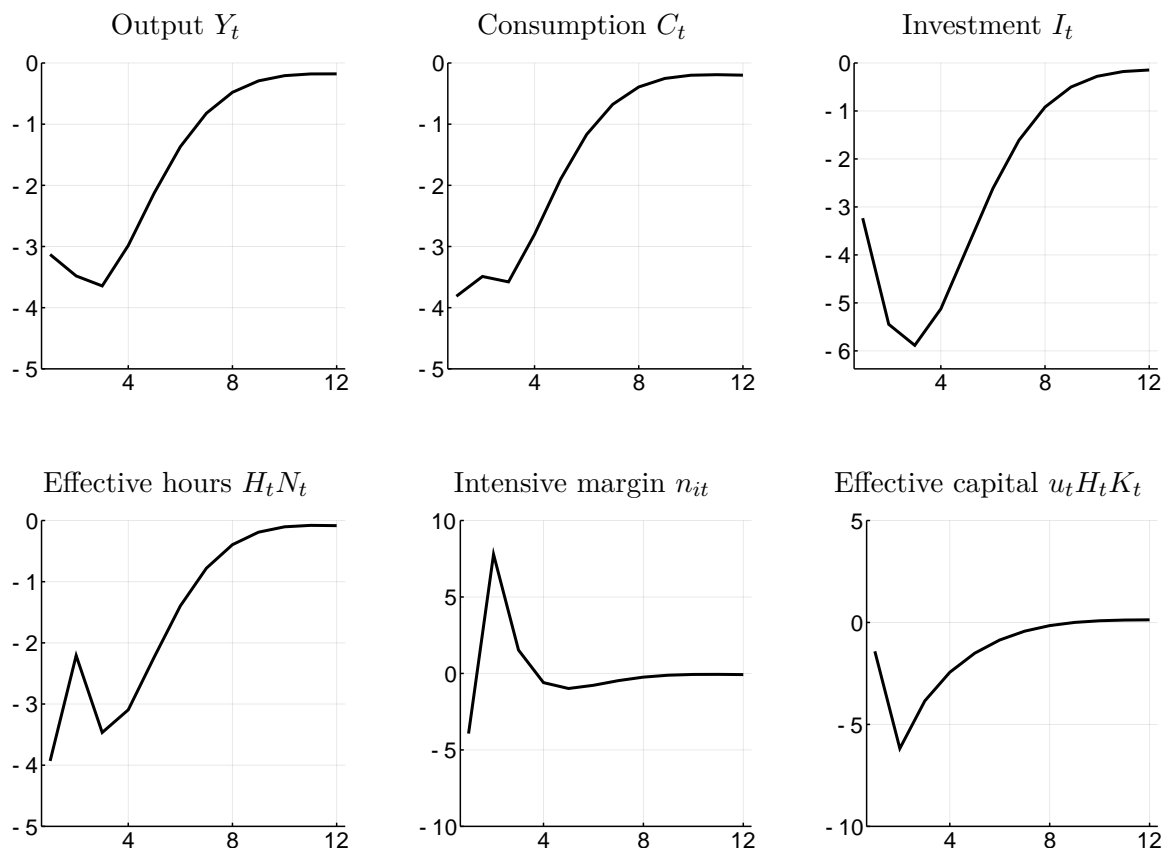 Output Y_t Consumption C_t Investment I_t
0 0 0
- 1 - 1 - 1
- 2 - 2 - 2
- 3 - 3 - 3
- 4 - 4 - 4
- 5 - 5 - 5
- 6
4 8 12 4 8 12 4 8 12
Effective hours H_tN_t Intensive margin n_{it} Effective capital u_tH_tK_t
0 10 5
- 1 5 0
- 2 0 - 5
- 3 - 5 - 10
- 4 - 10
- 5
4 8 12 4 8 12 4 8 12